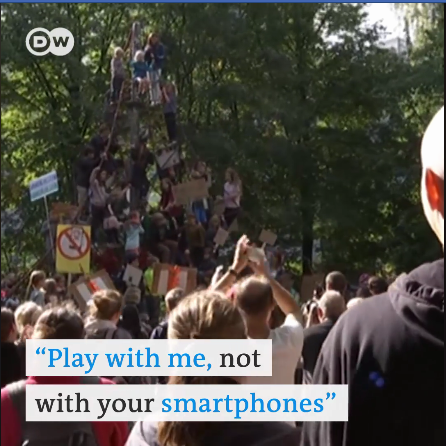 DW
“Play with me, not
with your smartphones”